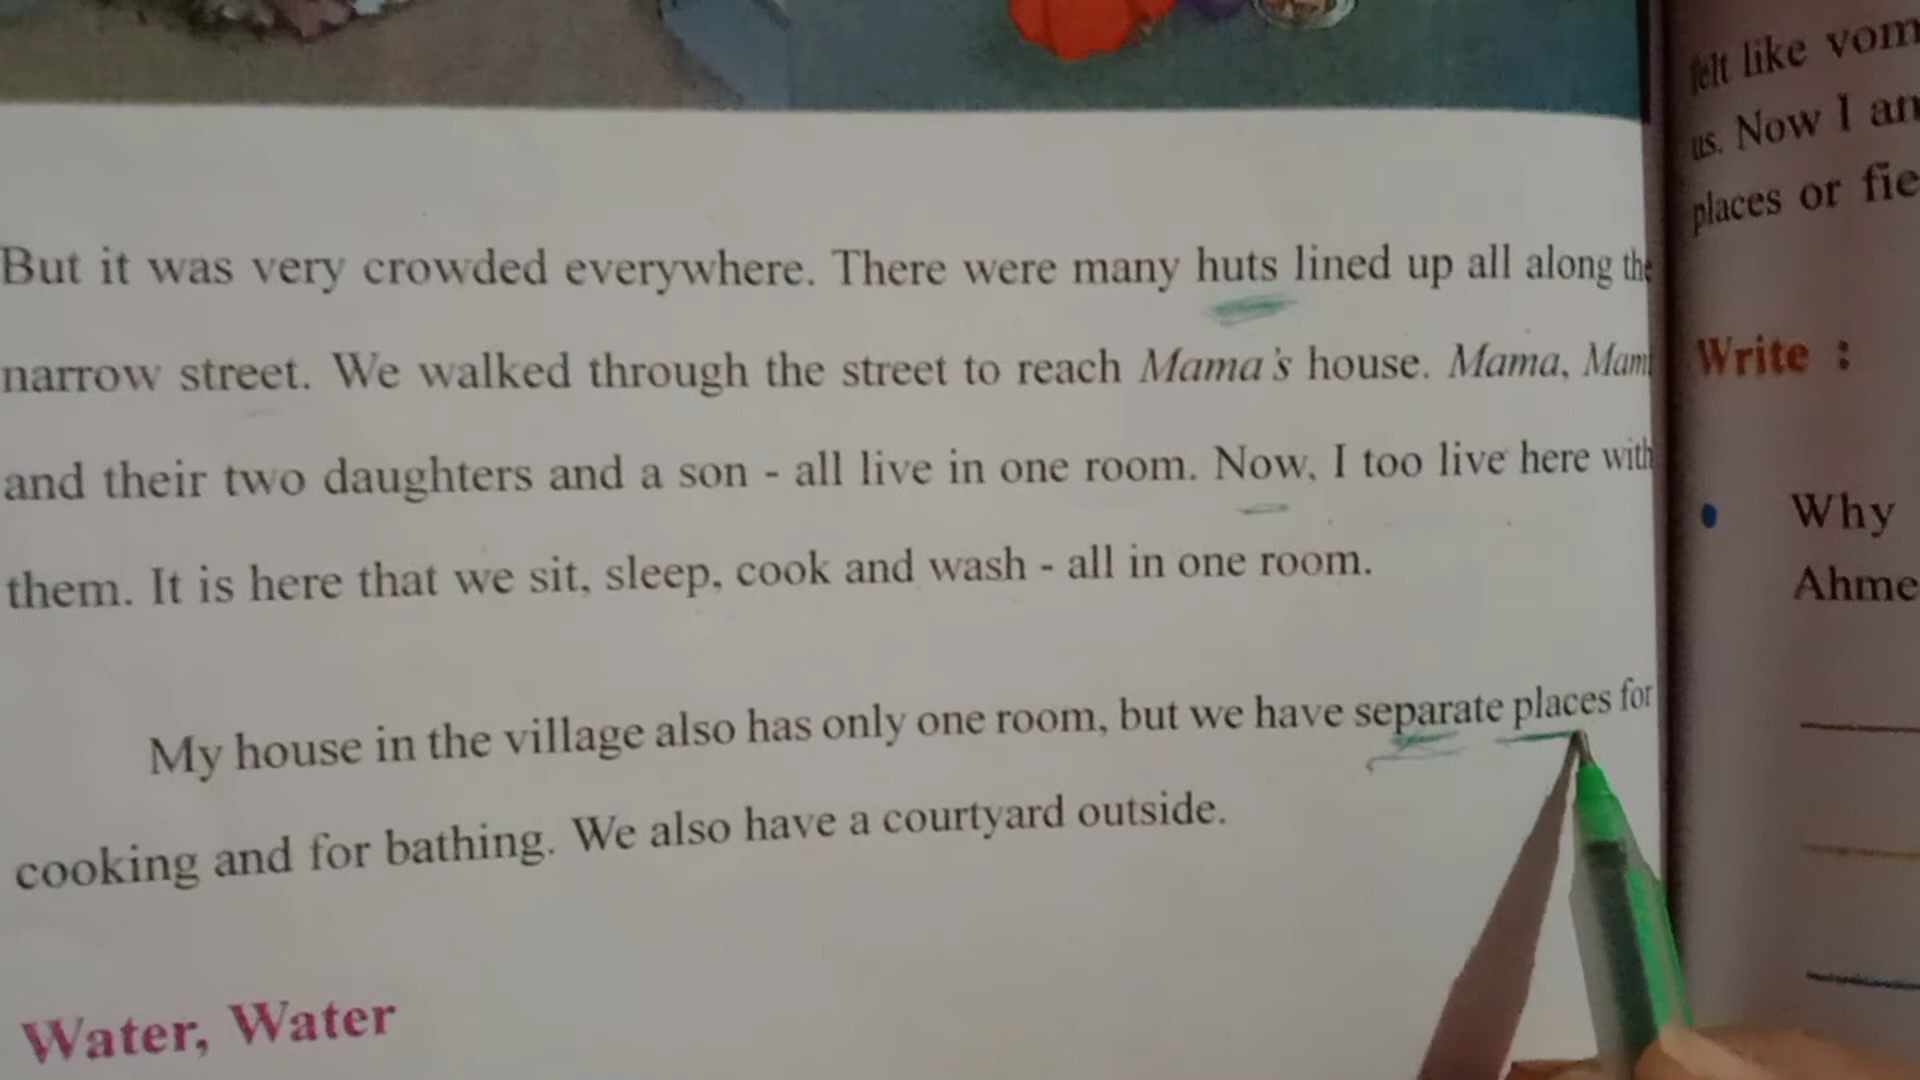 But it was very crowded everywhere. There were many huts lined up all along the
narrow street. We walked through the street to reach Mama's house. Mama, Mami
and their two daughters and a son - all live in one room. Now, I too live here with
them. It is here that we sit, sleep, cook and wash - all in one room.
My house in the village also has only one room, but we have separate places for
cooking and for bathing. We also have a courtyard outside.
Water, Water
felt like vom
us. Now I an
places or fie
Write :
Why
Ahme